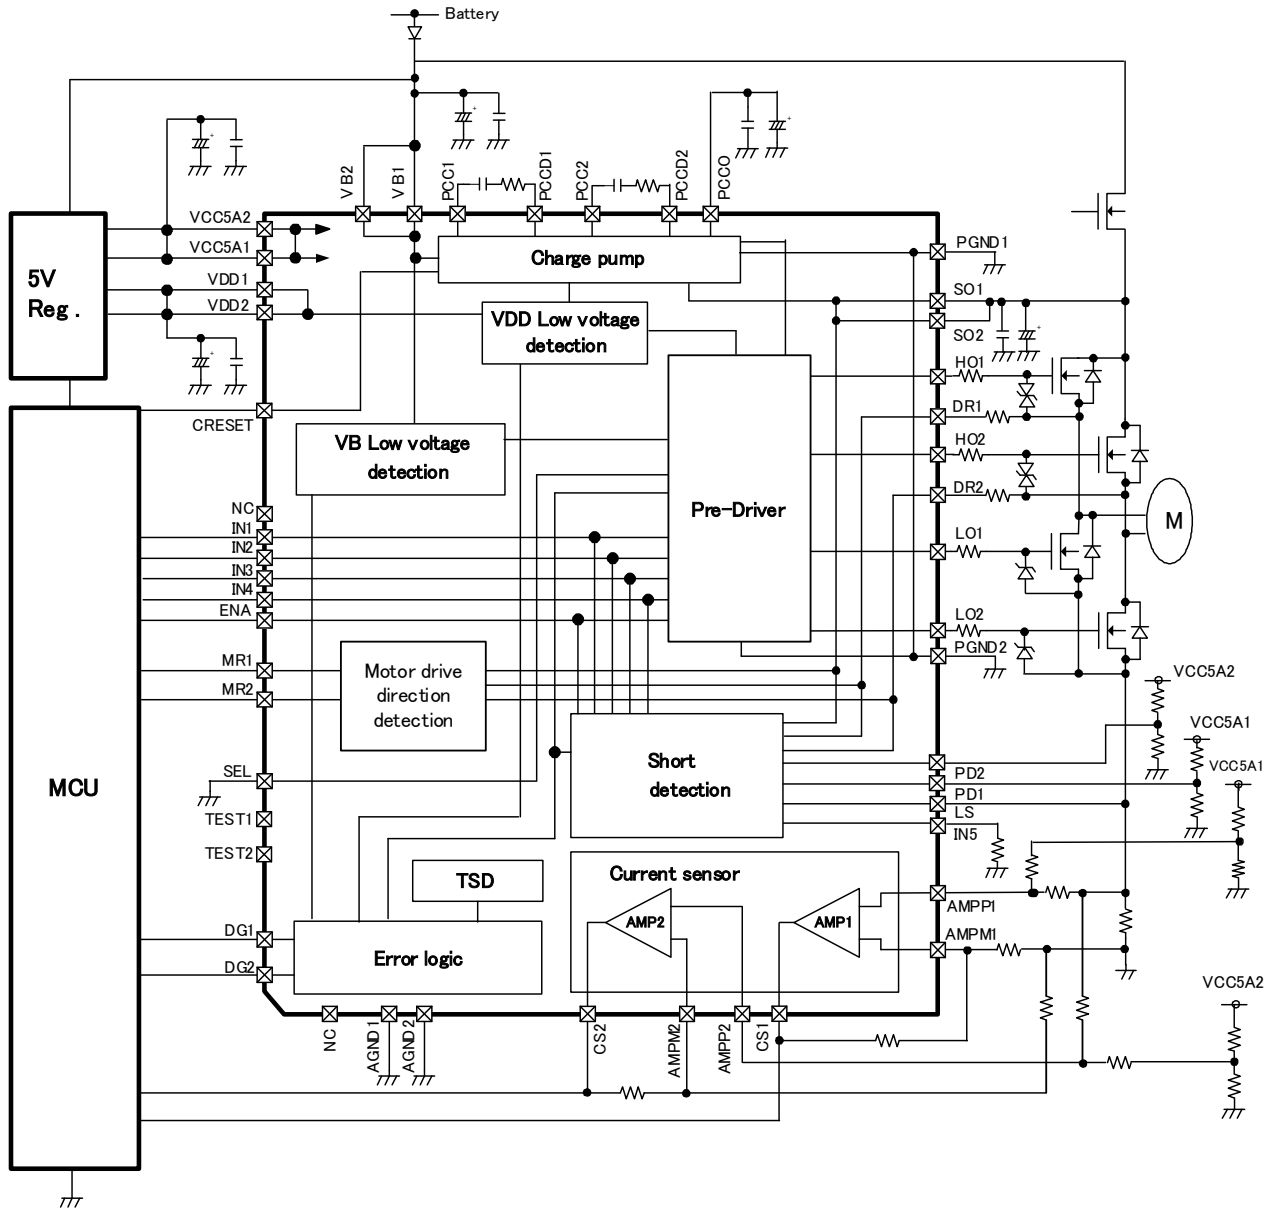 Battery
VB2
VB1
PCC1
PCCD1
PCC2
PCCD2
PCCO
+
+
+
5V
Reg .
VCC5A2
VCC5A1
VDD1
VDD2
+
CRESET
Charge pump
VDD Low voltage
detection
VB Low voltage
detection
Pre-Driver
PGND1
SO1
SO2
+
HO1
DR1
HO2
DR2
LO1
LO2
PGND2
M
NC
IN1
IN2
IN3
IN4
ENA
MR1
MR2
Motor drive
direction
detection
MCU
SEL
TEST1
TEST2
Short
detection
VCC5A2
VCC5A1
VCC5A1
PD2
PD1
LS
IN5
Current sensor
AMP2
AMP1
AMPP1
AMPM1
TSD
Error logic
DG1
DG2
NC
AGND1
AGND2
CS2
AMPM2
AMPP2
CS1
VCC5A2